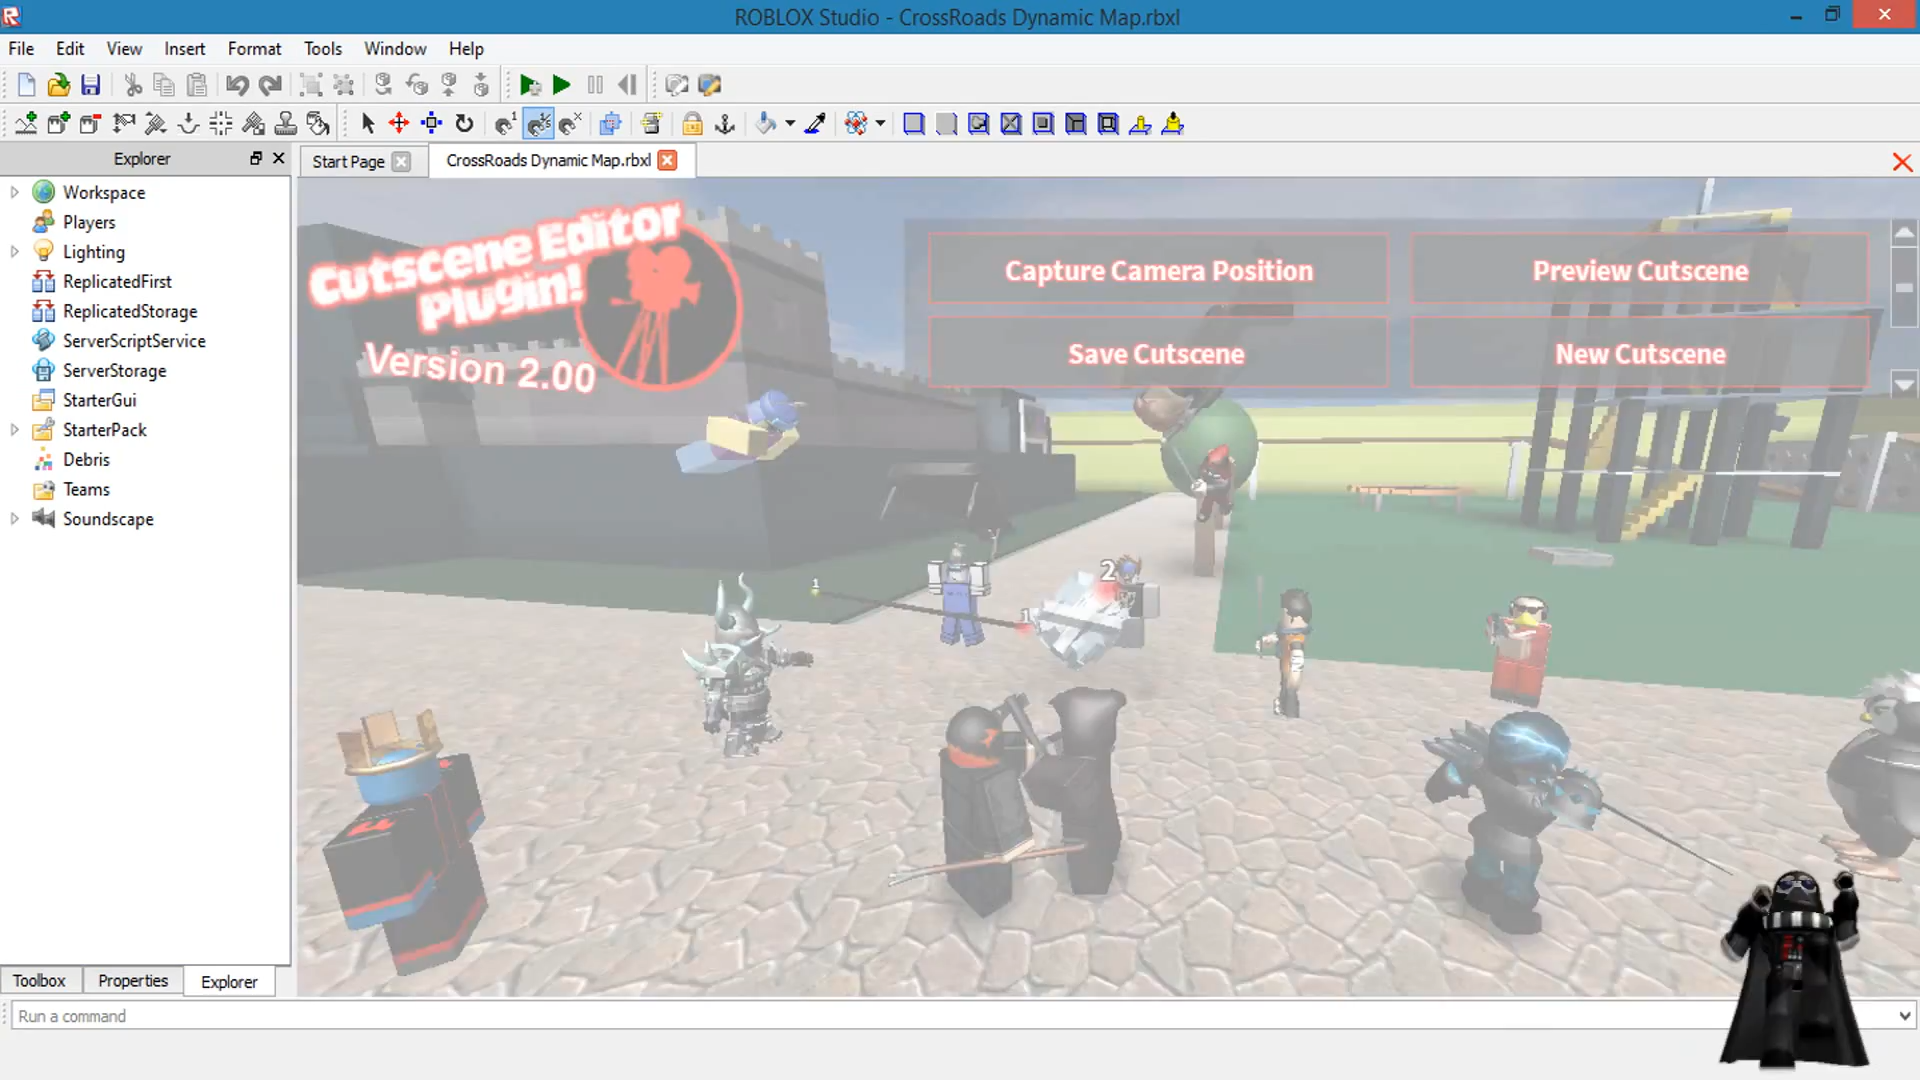 ROBLOX Studio - CrossRoads Dynamic Map.rbxl
File Edit View Insert Format Tools Window Help
Explorer
Start Page
CrossRoads Dynamic Map.rbxl
Workspace
Players
Lighting
ReplicatedFirst
ReplicatedStorage
ServerScriptService
ServerStorage
StarterGui
StarterPack
Debris
Teams
Soundscape
Cutscene Editor
Plugin!
Version 2.00
Capture Camera Position
Preview Cutscene
Save Cutscene
New Cutscene
1
1
2
Toolbox Properties Explorer
Run a command